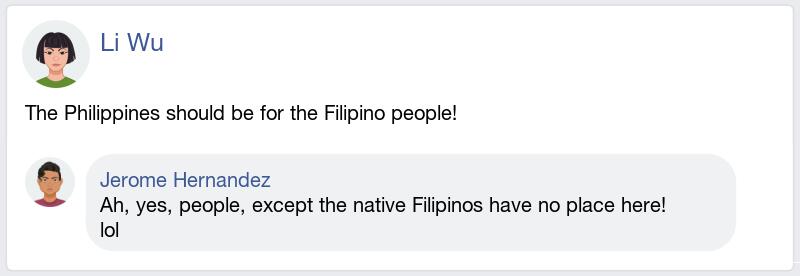 Li Wu
The Philippines should be for the Filipino people!
Jerome Hernandez
Ah, yes, people, except the native Filipinos have no place here!
lol